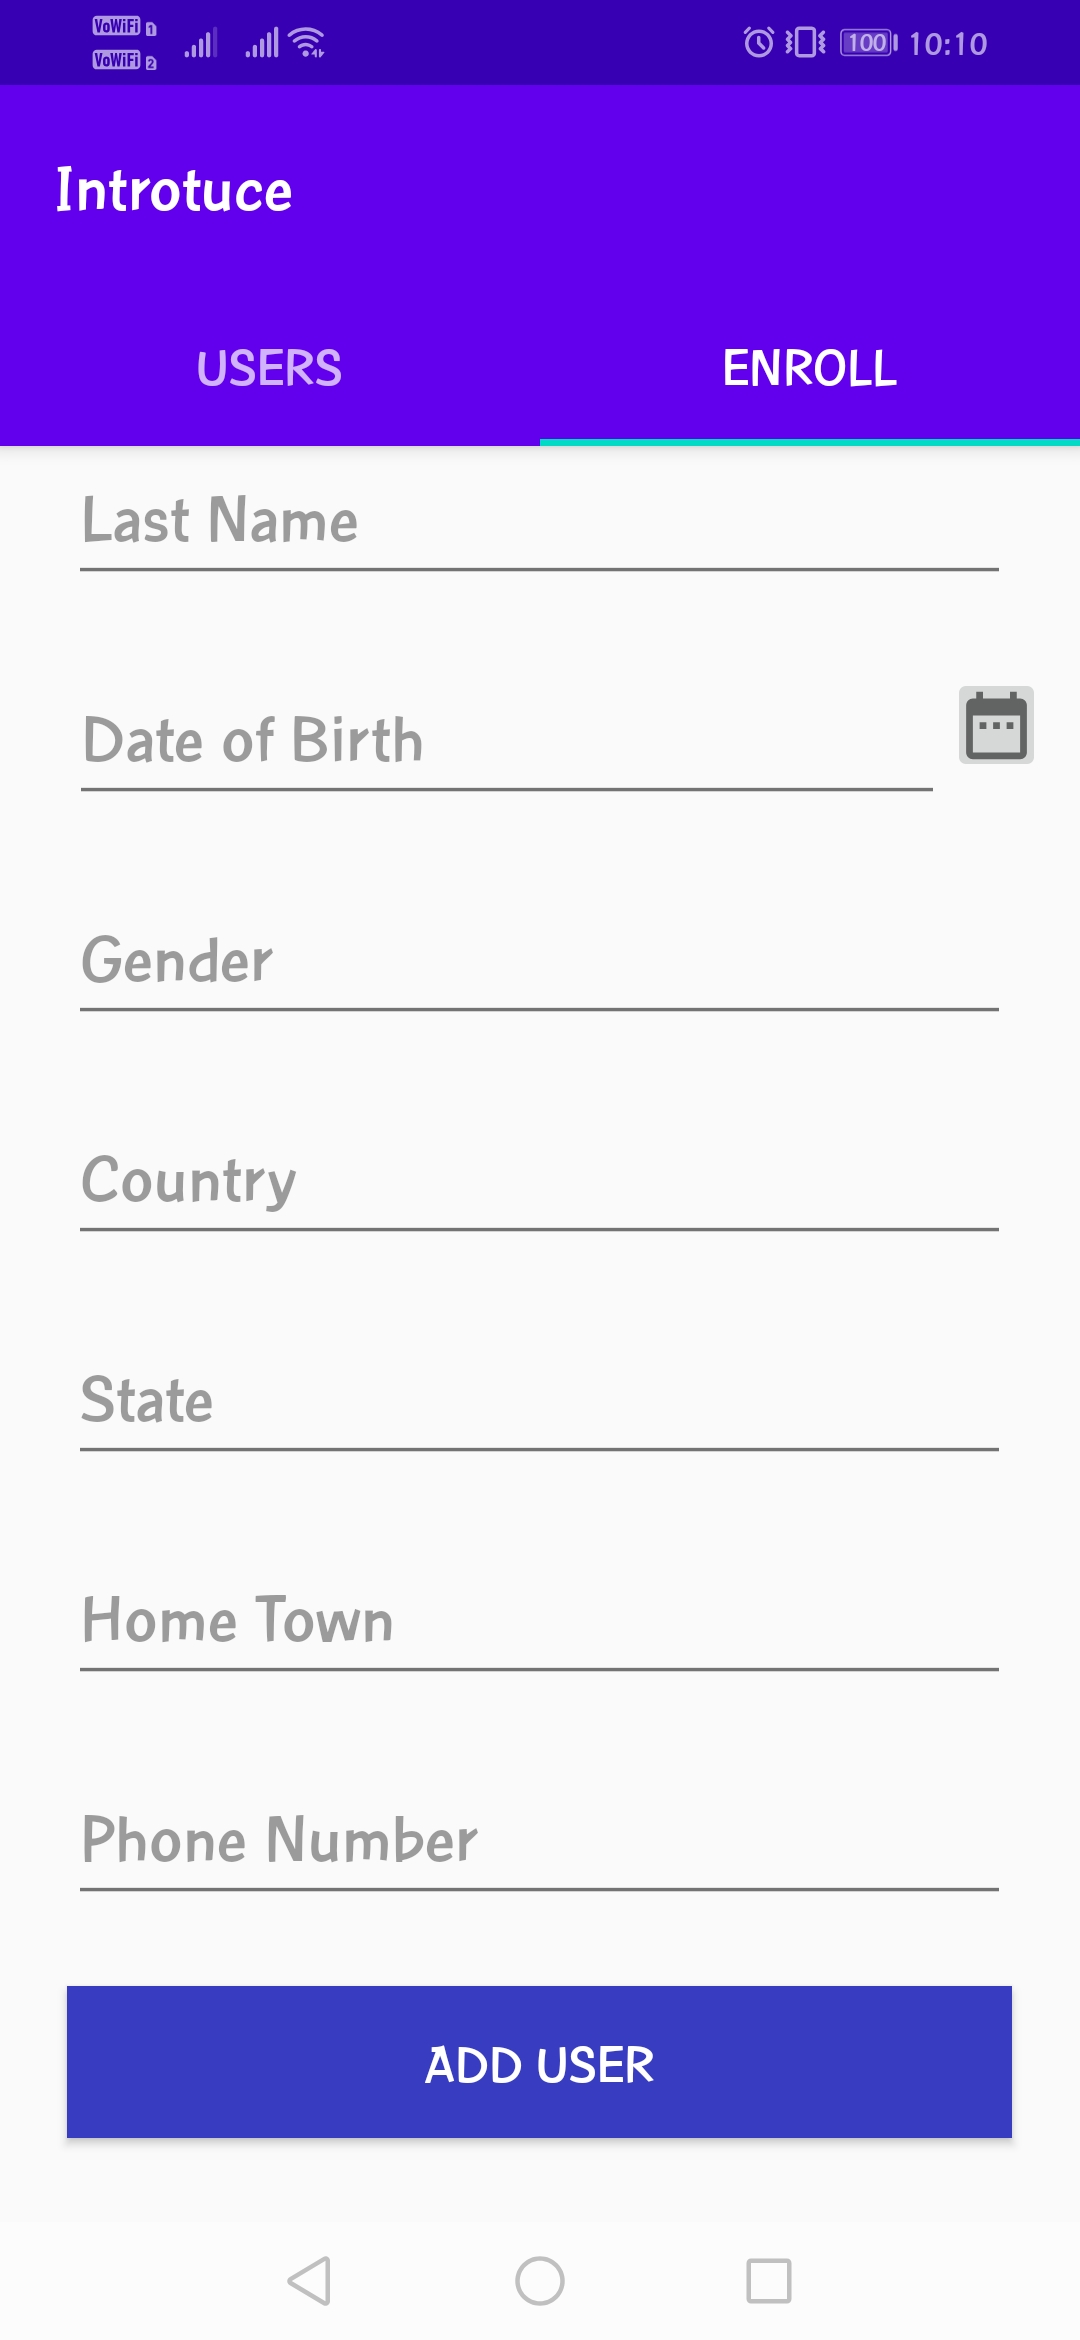 VoWiFi 1
VoWiFi 2
100 10:10
Introtuce
USERS ENROLL
Last Name
Date of Birth
Gender
Country
State
Home Town
Phone Number
ADD USER